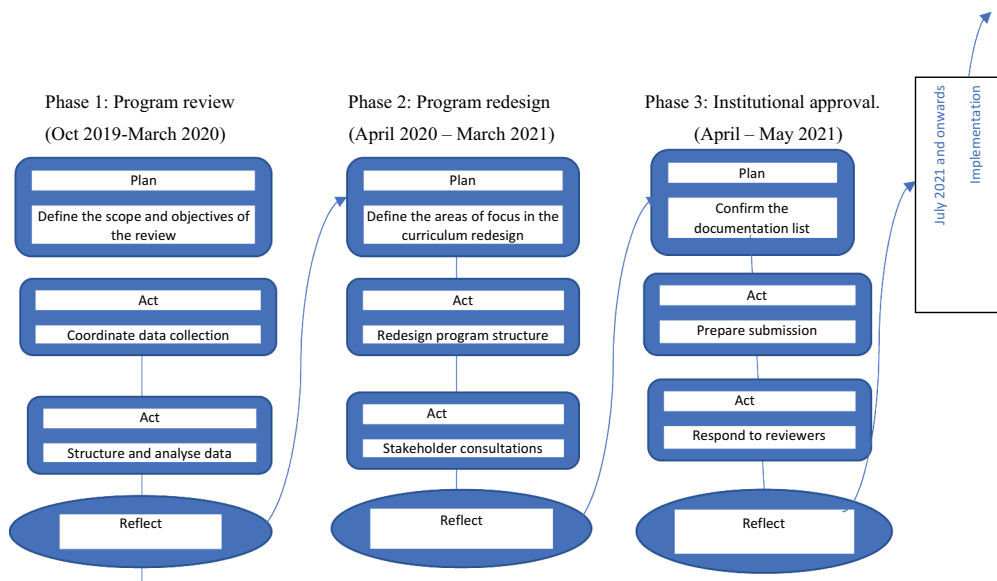 Phase 1: Program review
(Oct 2019-March 2020)
Plan
Define the scope and objectives of
the review
Act
Coordinate data collection
Act
Structure and analyse data
Reflect
Phase 2: Program redesign
(April 2020 – March 2021)
Plan
Define the areas of focus in the
curriculum redesign
Act
Redesign program structure
Act
Stakeholder consultations
Reflect
Phase 3: Institutional approval.
(April – May 2021)
Plan
Confirm the
documentation list
Act
Prepare submission
Act
Respond to reviewers
Reflect
July 2021 and onwards
Implementation